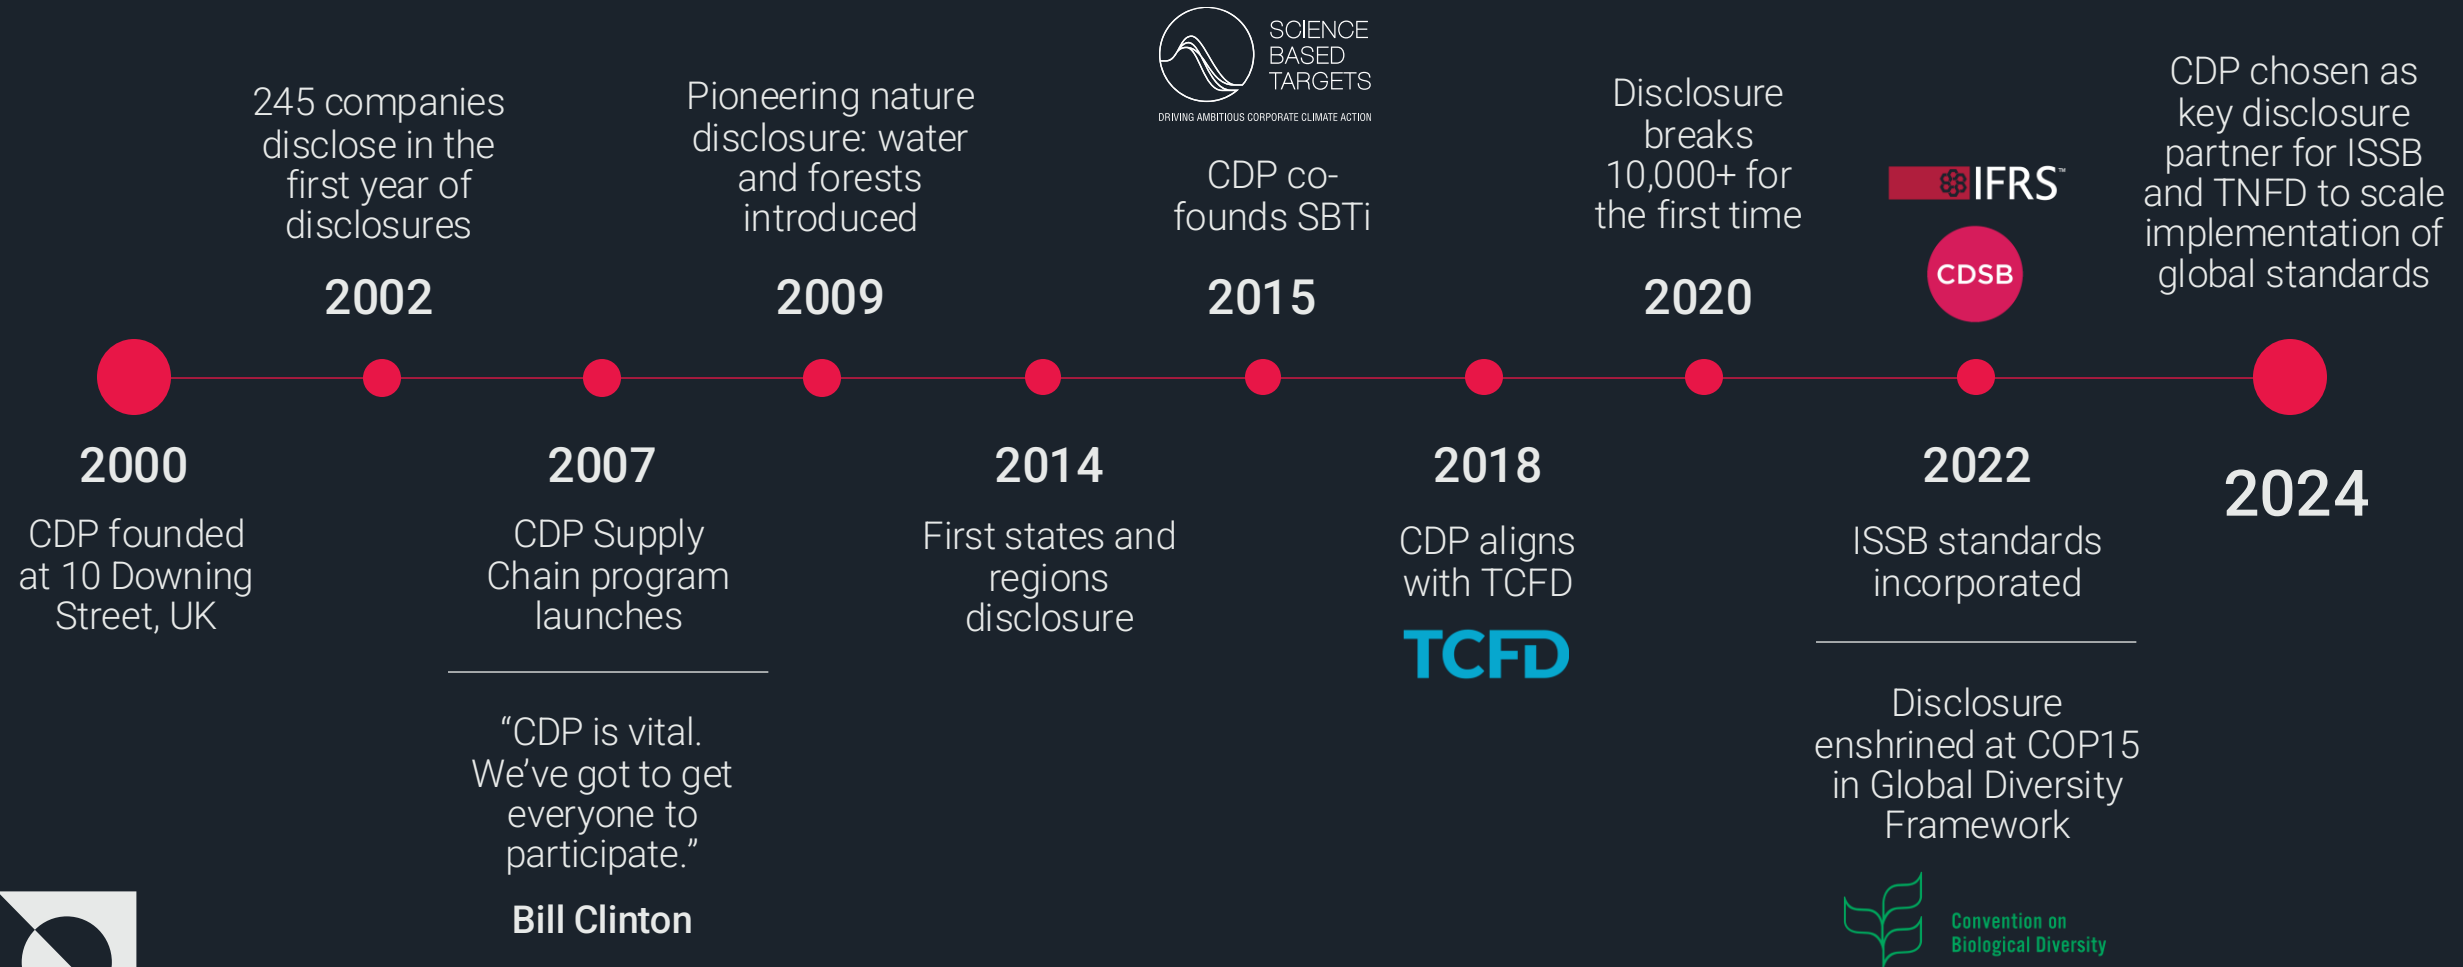 2000
CDP founded
at 10 Downing
Street, UK
245 companies
disclose in the
first year of
disclosures
2002
2007
CDP Supply
Chain program
launches
“CDP is vital.
We’ve got to get
everyone to
participate.”
Bill Clinton
Pioneering nature
disclosure: water
and forests
introduced
2009
2014
First states and
regions
disclosure
SCIENCE
BASED
TARGETS
DRIVING AMBITIOUS CORPORATE CLIMATE ACTION
CDP co-
founds SBTi
2015
2018
CDP aligns
with TCFD
TCFD
Disclosure
breaks
10,000+ for
the first time
2020
IFRS™
CDSB
2022
ISSB standards
incorporated
Disclosure
enshrined at COP15
in Global Diversity
Framework
Convention on
Biological Diversity
CDP chosen as
key disclosure
partner for ISSB
and TNFD to scale
implementation of
global standards
2024